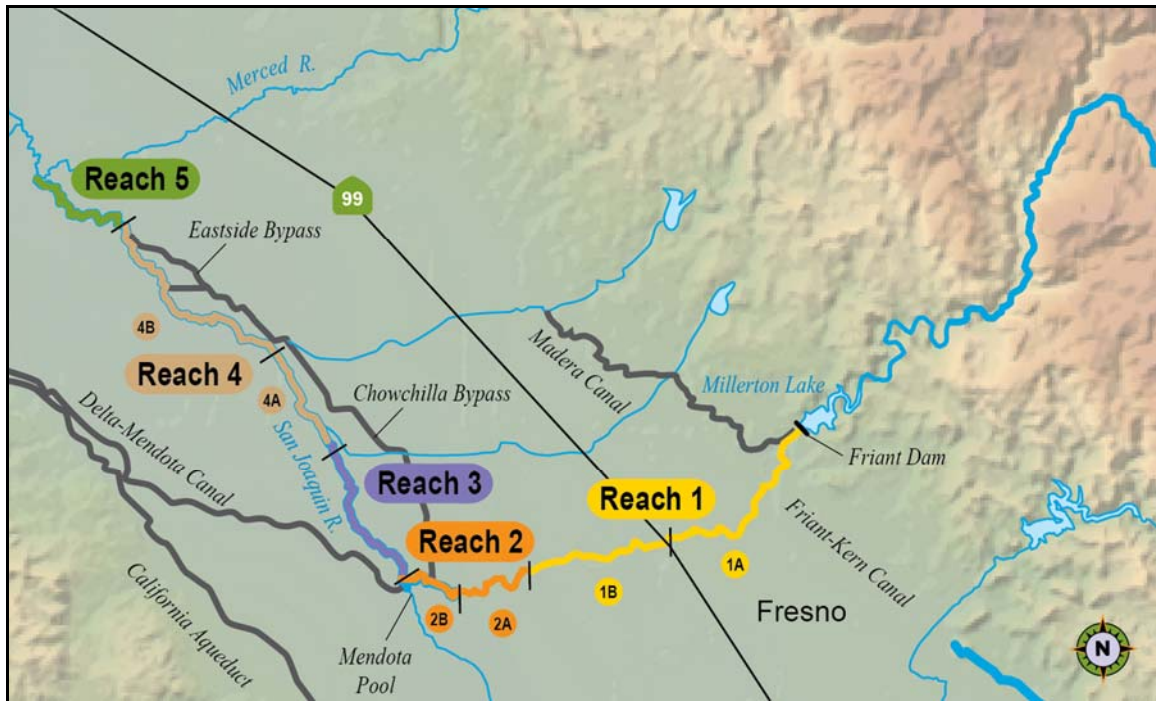 Merced R.
Reach 5
99
Eastside Bypass
4B
Reach 4
4A
Madera Canal
Millerton Lake
Chowchilla Bypass
Delta-Mendota Canal
San Joaquin R.
Friant Dam
Reach 3
Reach 1
Friant-Kern Canal
Reach 2
1A
1B
California Aqueduct
2B
2A
Fresno
Mendota
Pool
N